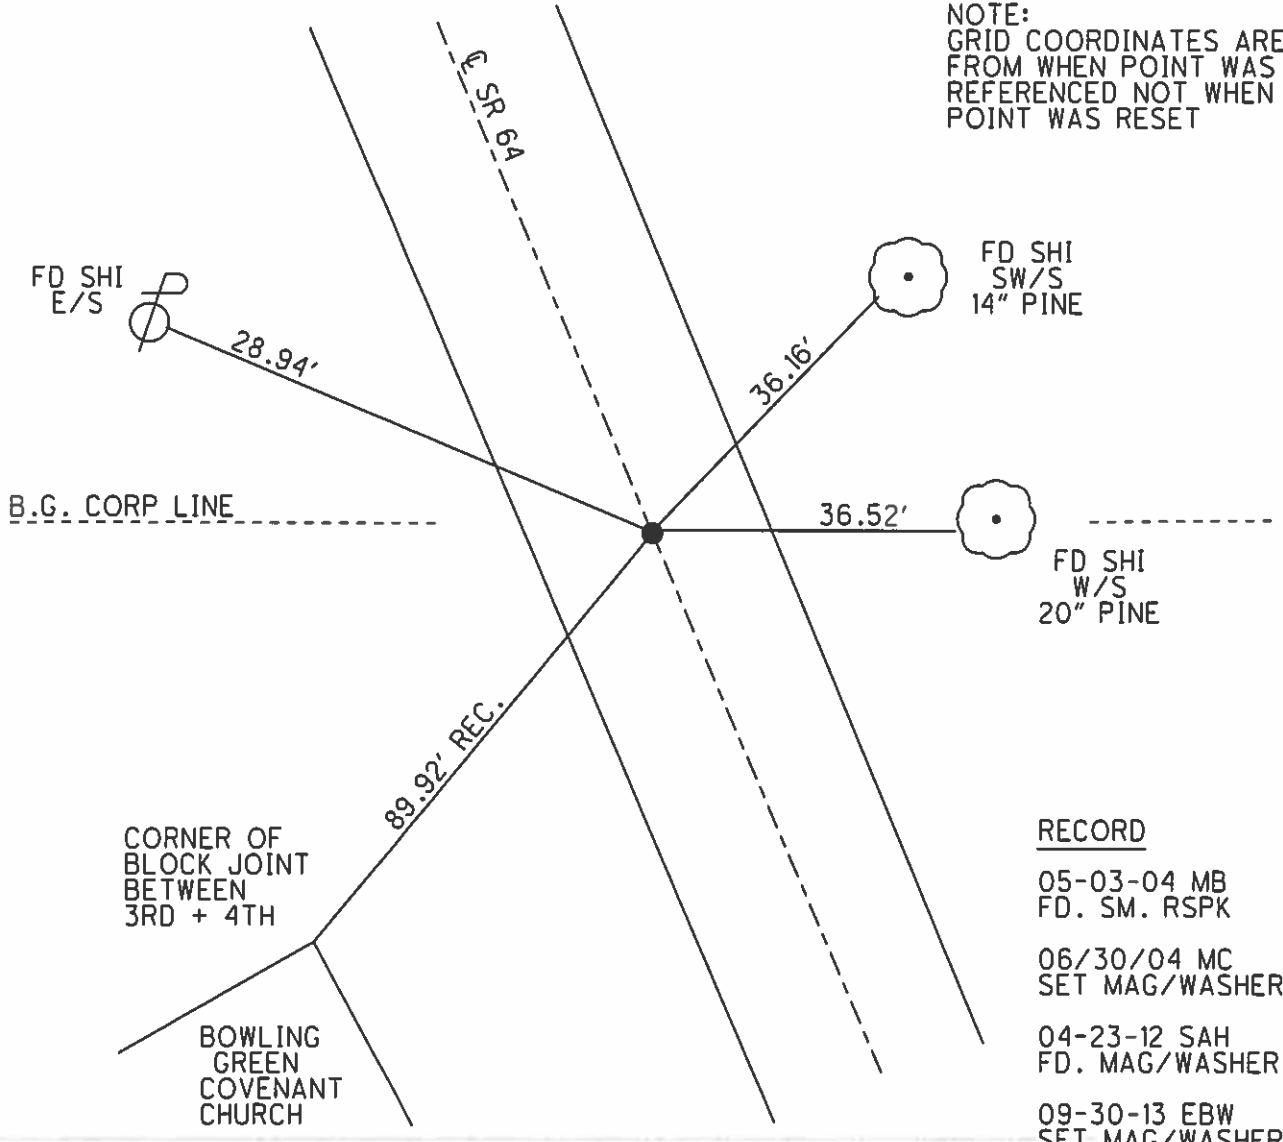 NOTE:
GRID COORDINATES ARE
FROM WHEN POINT WAS
REFERENCED NOT WHEN
POINT WAS RESET
℄ SR 64
FD SHI
E/S
28.94'
FD SHI
SW/S
14" PINE
36.16'
B.G. CORP LINE
36.52'
FD SHI
W/S
20" PINE
89.92' REC.
CORNER OF
BLOCK JOINT
BETWEEN
3RD + 4TH
BOWLING
GREEN
COVENANT
CHURCH
RECORD
05-03-04 MB
FD. SM. RSPK
06/30/04 MC
SET MAG/WASHER
04-23-12 SAH
FD. MAG/WASHER
09-30-13 EBW
SET MAG/WASHER